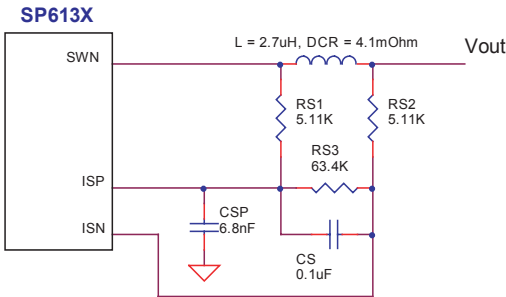 SP613X
L = 2.7uH, DCR = 4.1mOhm
Vout
SWN
RS1
5.11K
RS2
5.11K
RS3
63.4K
ISP
CSP
6.8nF
ISN
CS
0.1uF